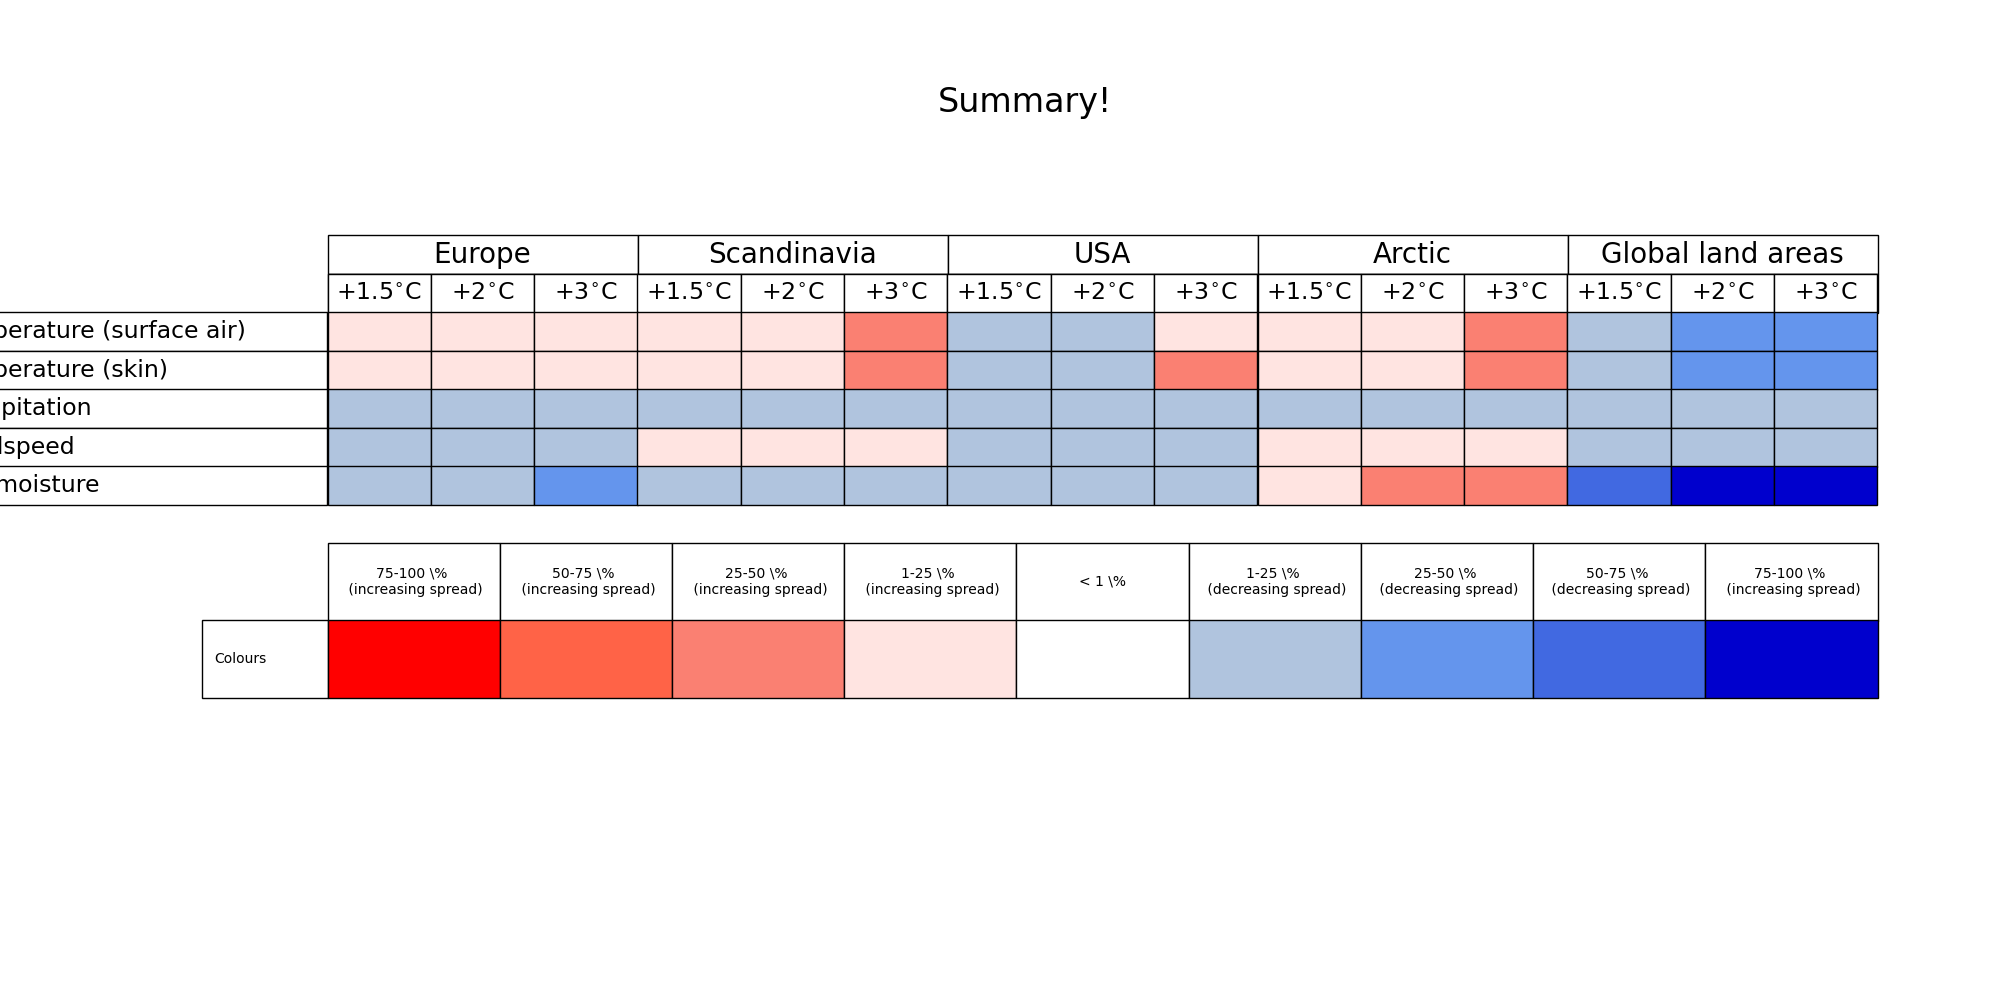 Summary!
Europe Scandinavia USA Arctic Global land areas
+1.5°C +2°C +3°C +1.5°C +2°C +3°C +1.5°C +2°C +3°C +1.5°C +2°C +3°C +1.5°C +2°C +3°C
perature (surface air)
perature (skin)
pitation
speed
moisture
75-100 \% 50-75 \% 25-50 \% 1-25 \% < 1 \% 1-25 \% 25-50 \% 50-75 \% 75-100 \%
(increasing spread) (increasing spread) (increasing spread) (increasing spread) (decreasing spread) (decreasing spread) (decreasing spread) (increasing spread)
Colours